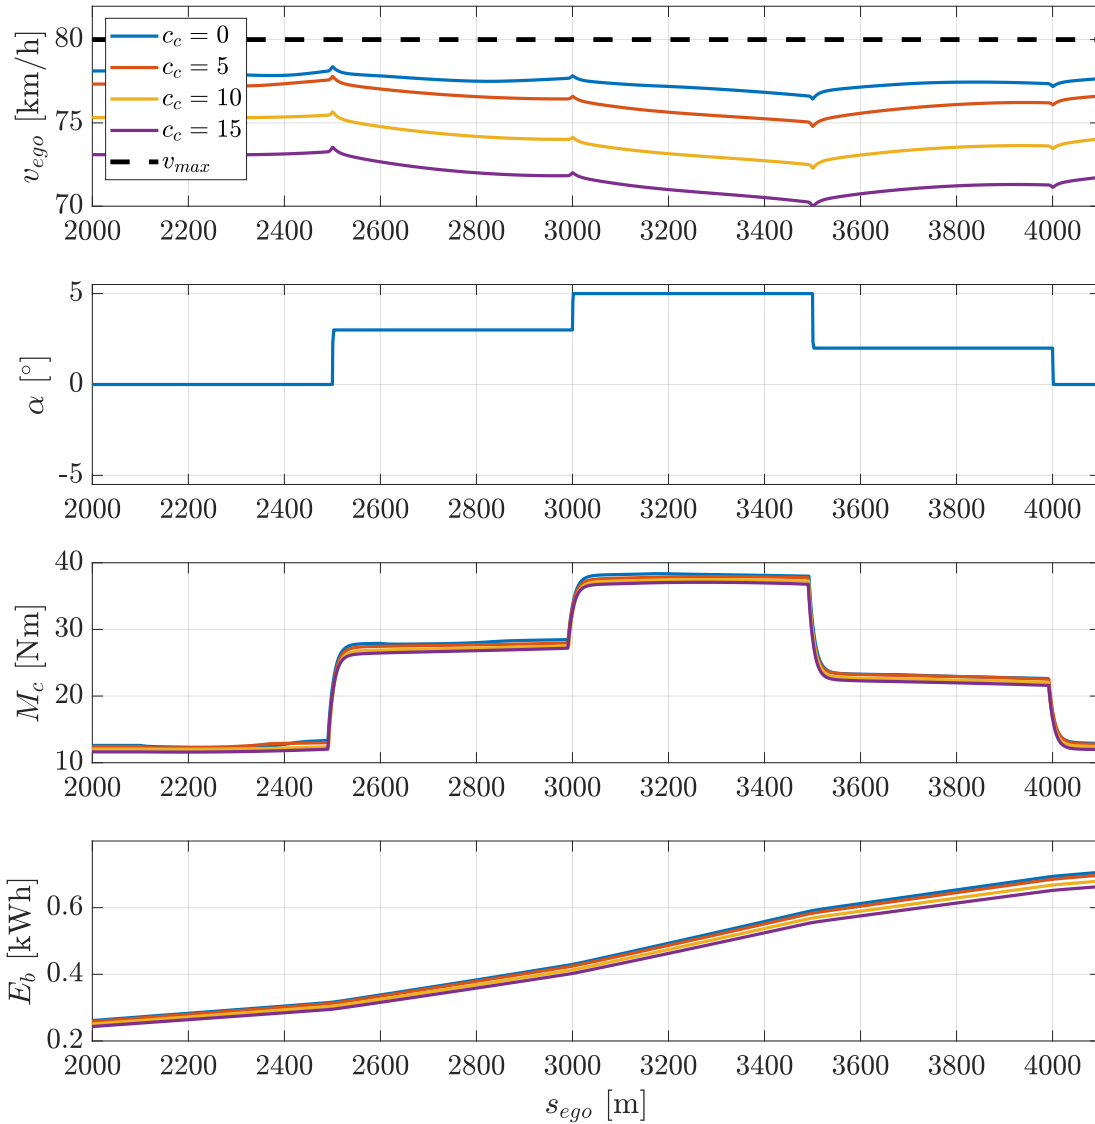 80
75
70
v_ego [km/h]
c_c = 0
c_c = 5
c_c = 10
c_c = 15
v_max
2000 2200 2400 2600 2800 3000 3200 3400 3600 3800 4000
5
0
-5
α [°]
2000 2200 2400 2600 2800 3000 3200 3400 3600 3800 4000
40
30
20
10
M_c [Nm]
2000 2200 2400 2600 2800 3000 3200 3400 3600 3800 4000
0.6
0.4
0.2
E_b [kWh]
2000 2200 2400 2600 2800 3000 3200 3400 3600 3800 4000
s_ego [m]